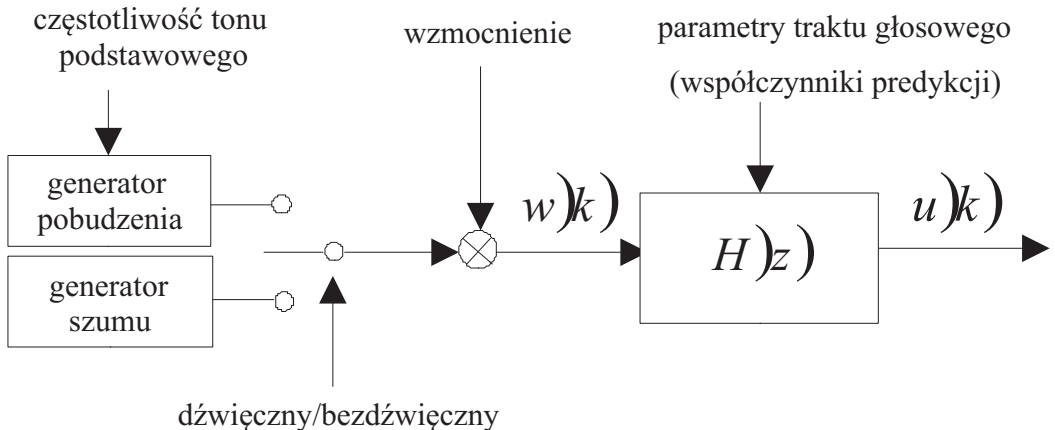 częstotliwość tonu
podstawowego
wzmocnienie
parametry traktu głosowego
(współczynniki predykcji)
generator
pobudzenia
w)k)
u)k)
H)z)
generator
szumu
dźwięczny/bezdźwięczny